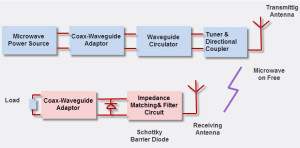 Transmittig
Antenna
Microwave
Power Source
Coax-Waveguide
Adaptor
Waveguide
Circulator
Tuner &
Directional
Coupler
Microwave
on Free
Load
Coax-Waveguide
Adaptor
Impedance
Matching& Filter
Circuit
Schottky
Barrier Diode
Receiving
Antenna